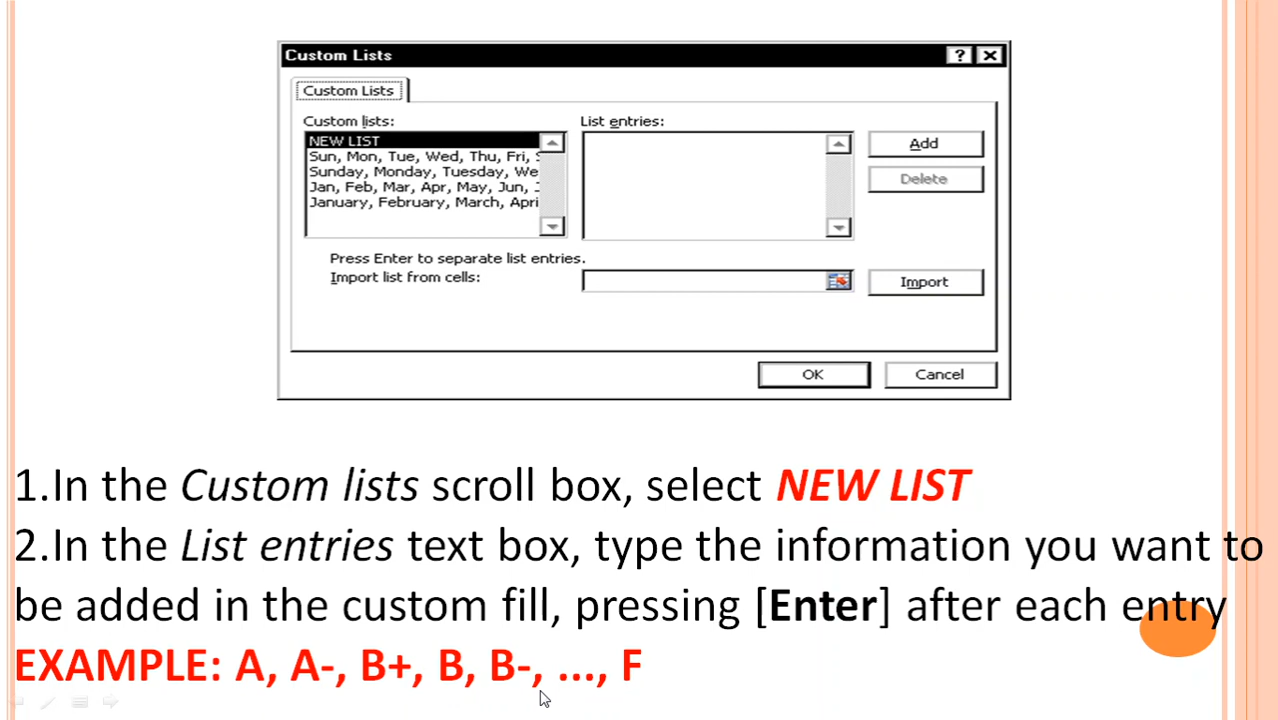 Custom Lists
?
Custom Lists
Custom lists:
List entries:
NEW LIST
Sun, Mon, Tue, Wed, Thu, Fri, S
Sunday, Monday, Tuesday, We
Jan, Feb, Mar, Apr, May, Jun, J
January, February, March, Apri
Add
Delete
Press Enter to separate list entries.
Import list from cells:
Import
OK
Cancel
1.In the Custom lists scroll box, select NEW LIST
2.In the List entries text box, type the information you want to
be added in the custom fill, pressing [Enter] after each entry
EXAMPLE: A, A-, B+, B, B-, ..., F